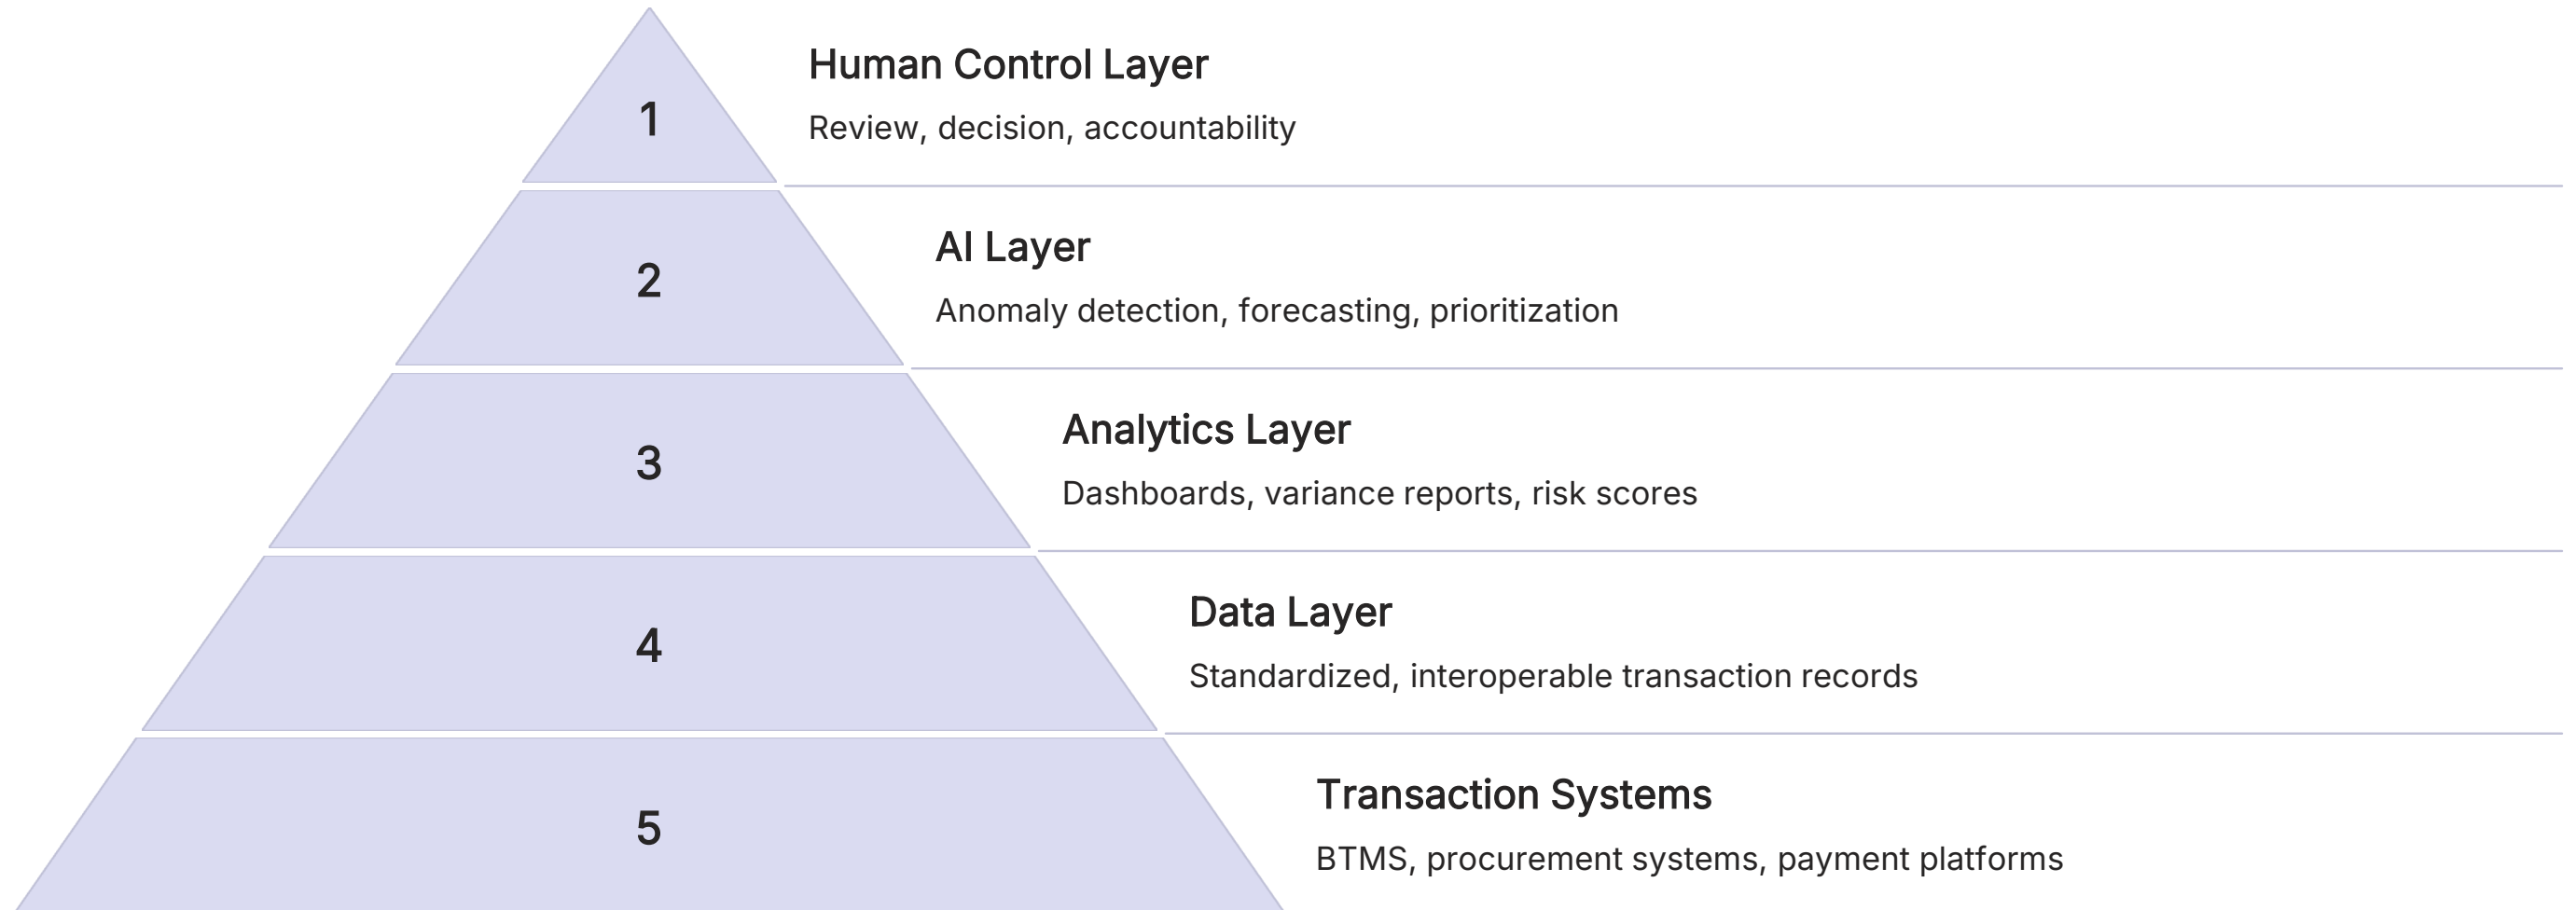 1
Human Control Layer
Review, decision, accountability
2
AI Layer
Anomaly detection, forecasting, prioritization
3
Analytics Layer
Dashboards, variance reports, risk scores
4
Data Layer
Standardized, interoperable transaction records
5
Transaction Systems
BTMS, procurement systems, payment platforms